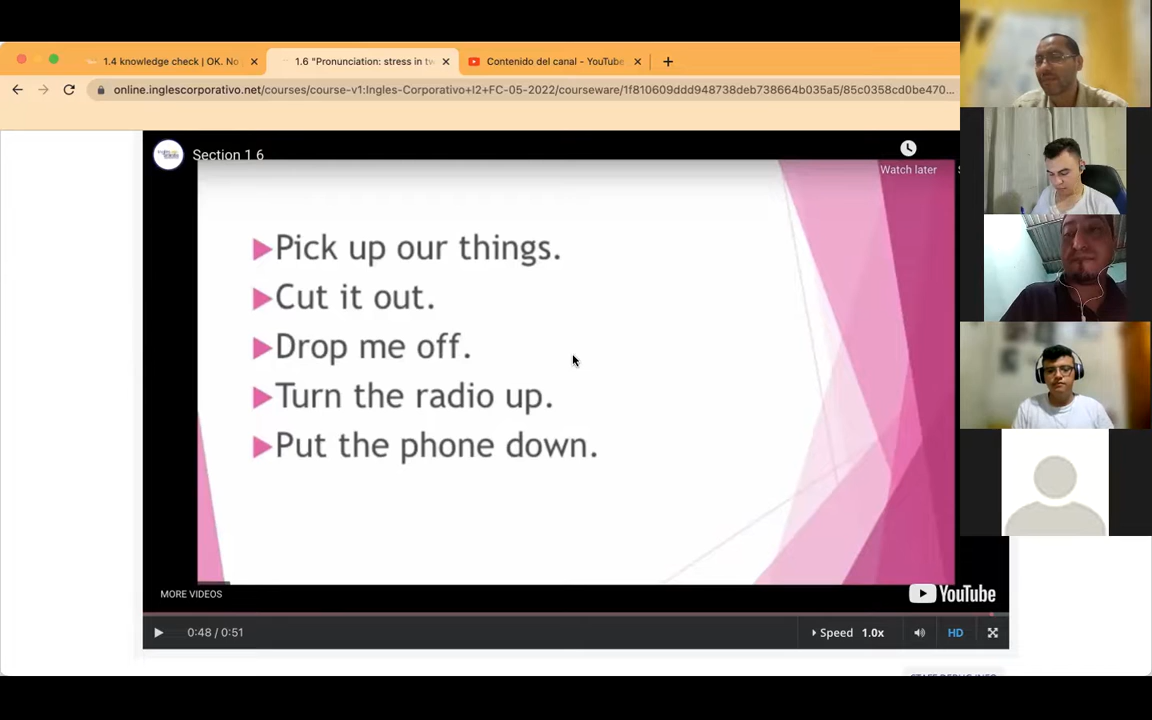 1.4 knowledge check | OK. No
1.6 "Pronunciation: stress in tw
Contenido del canal - YouTube
online.inglescorporativo.net/courses/course-v1:Ingles-Corporativo+I2+FC-05-2022/courseware/1f810609ddd948738deb738664b035a5/85c0358cd0be470...
Section 1 6
Watch later
Pick up our things.
Cut it out.
Drop me off.
Turn the radio up.
Put the phone down.
MORE VIDEOS
YouTube
0:48 / 0:51
Speed 1.0x
HD